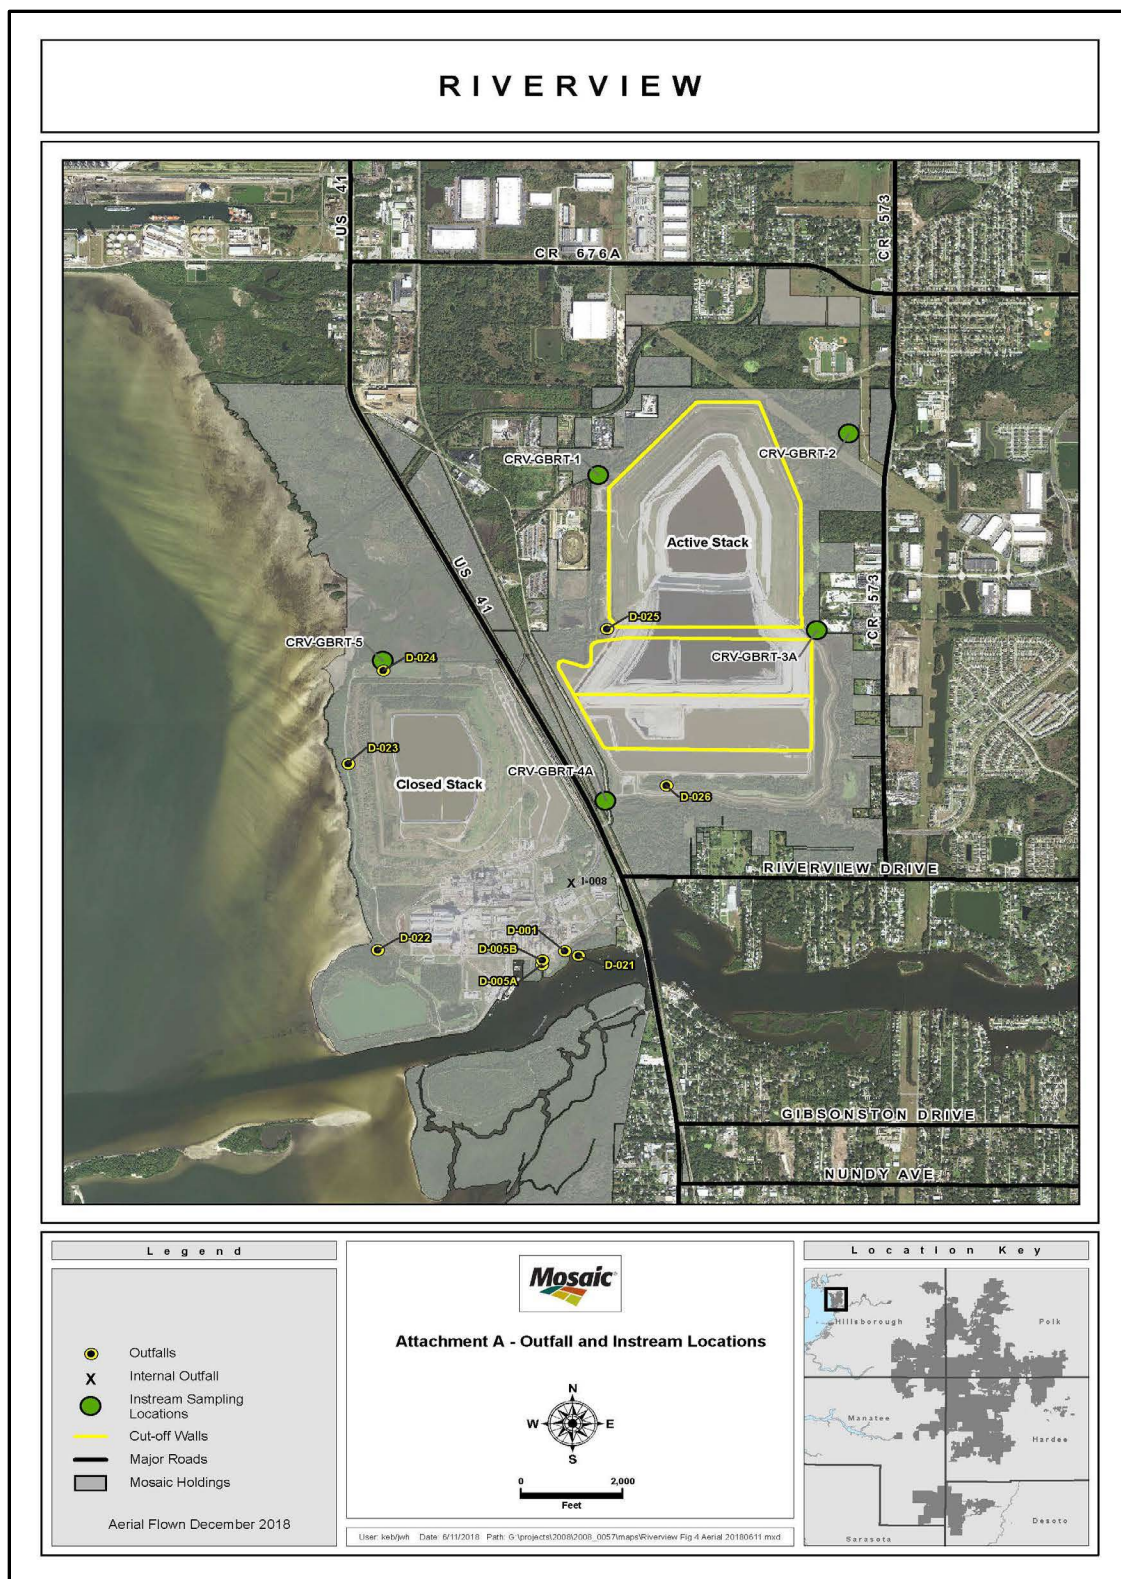 RIVERVIEW
US 41
CR 676A
CR 573
CRV-GBRT-1
CRV-GBRT-2
Active Stack
US 41
CR 573
D-025
CRV-GBRT-5
D-024
CRV-GBRT-3A
D-023
Closed Stack
CRV-GBRT-4A
D-026
RIVERVIEW DRIVE
I-008
D-022
D-001
D-005B
D-021
D-005A
GIBSONSTON DRIVE
NUNDY AVE
Legend
Outfalls
X Internal Outfall
Instream Sampling
Locations
Cut-off Walls
Major Roads
Mosaic Holdings
Aerial Flown December 2018
Mosaic
Attachment A - Outfall and Instream Locations
N
W E
S
0 2,000
Feet
User: keb/jwh Date: 6/11/2018 Path: G:\projects\2008\2008_0057\maps\Riverview Fig 4 Aerial 20180611.mxd
Location Key
Hillsborough
Polk
Manatee
Hardee
Sarasota
Desoto